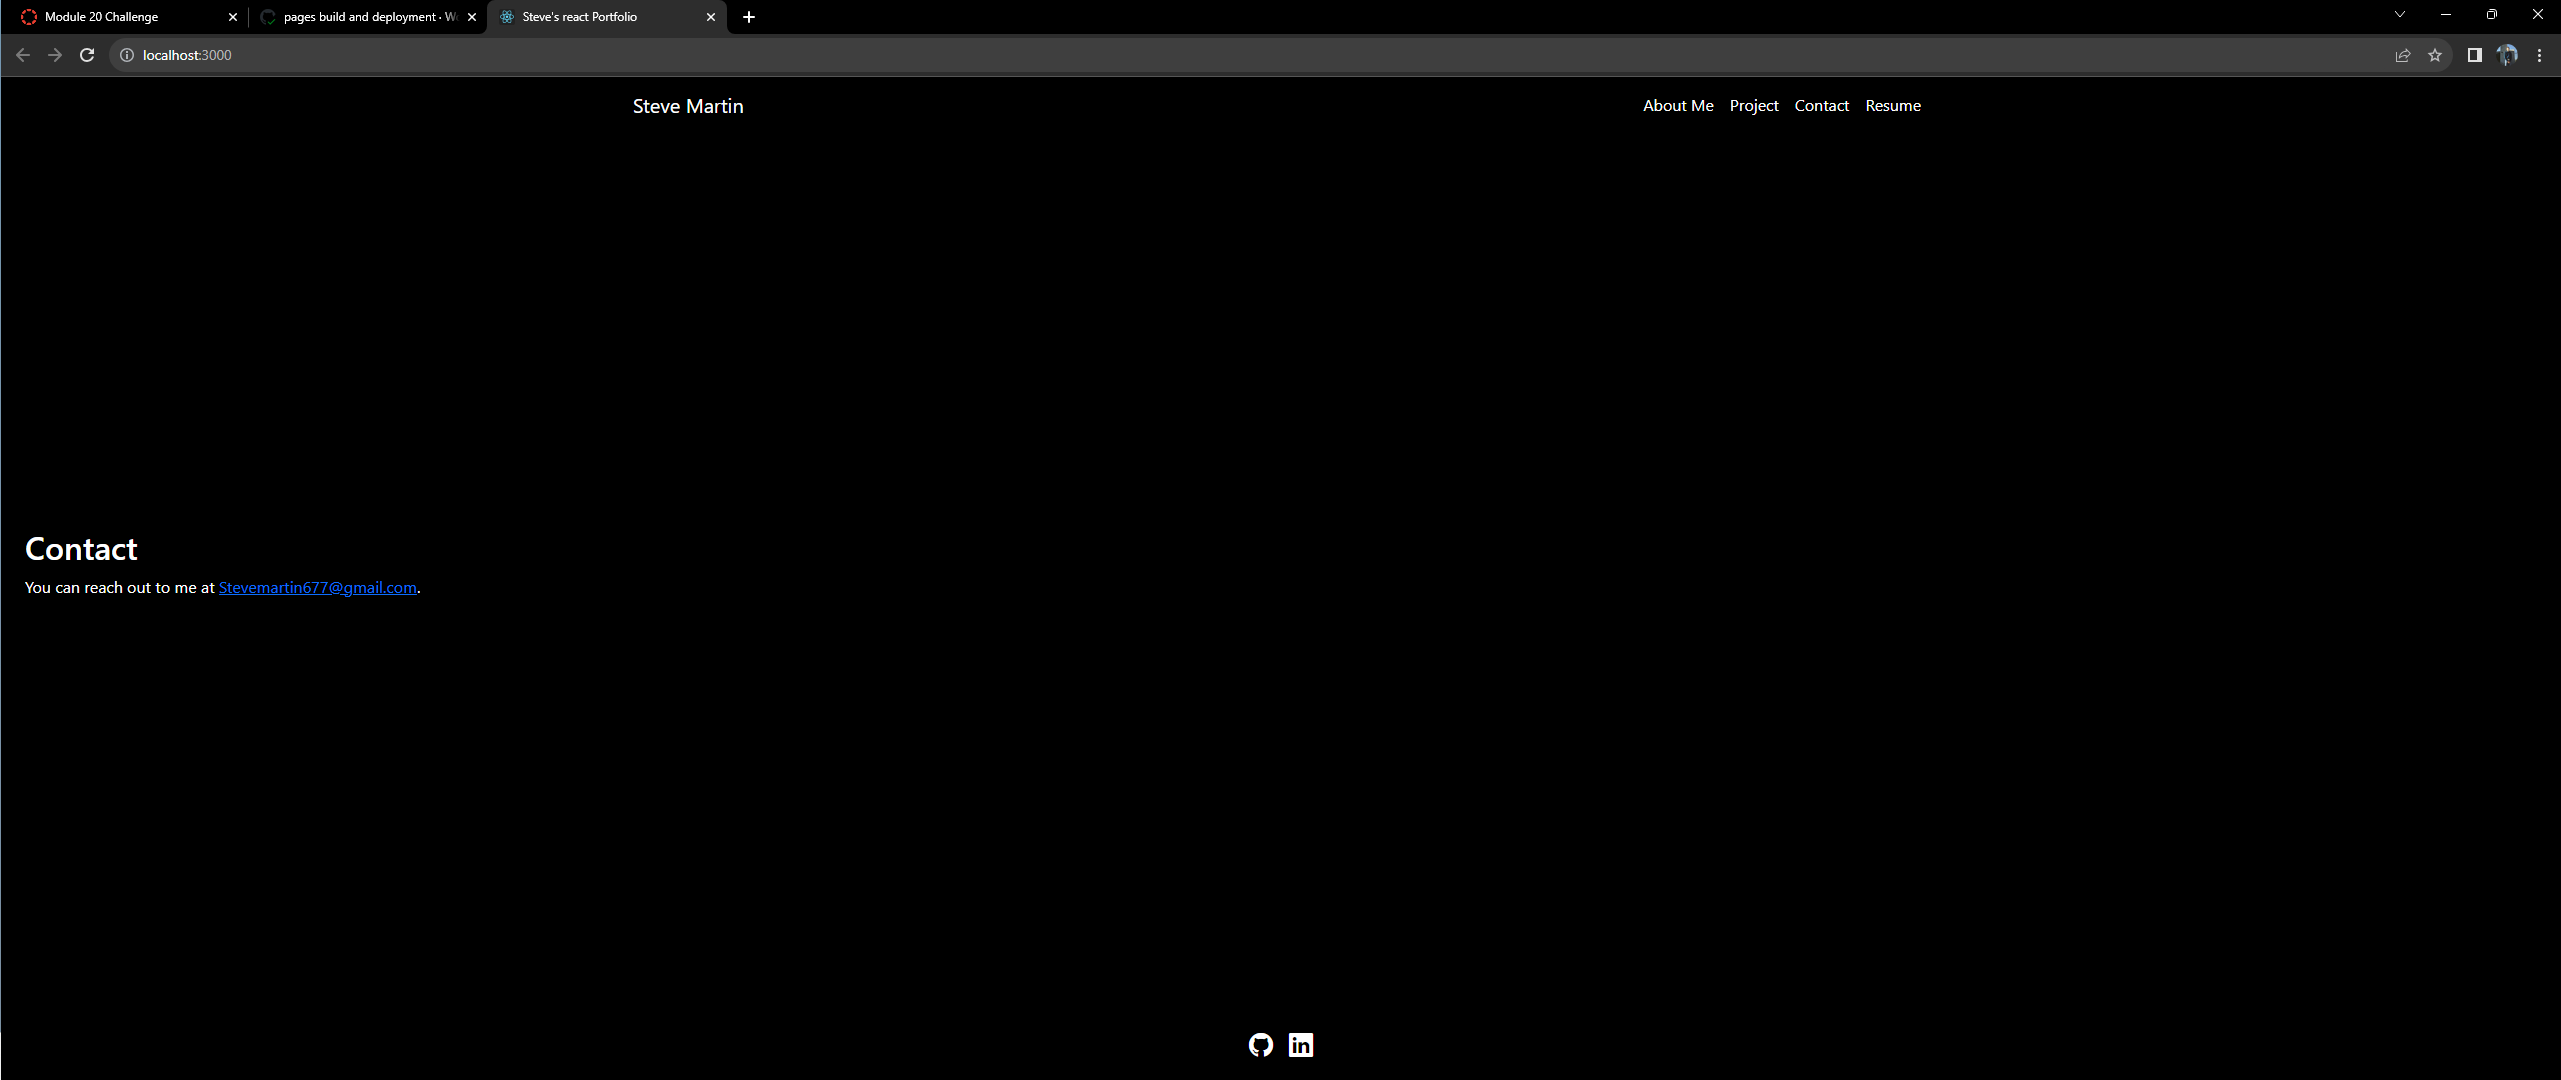 Module 20 Challenge
pages build and deployment · W
Steve's react Portfolio
localhost:3000
Steve Martin
About Me Project Contact Resume
Contact
You can reach out to me at Stevemartin677@gmail.com.
in